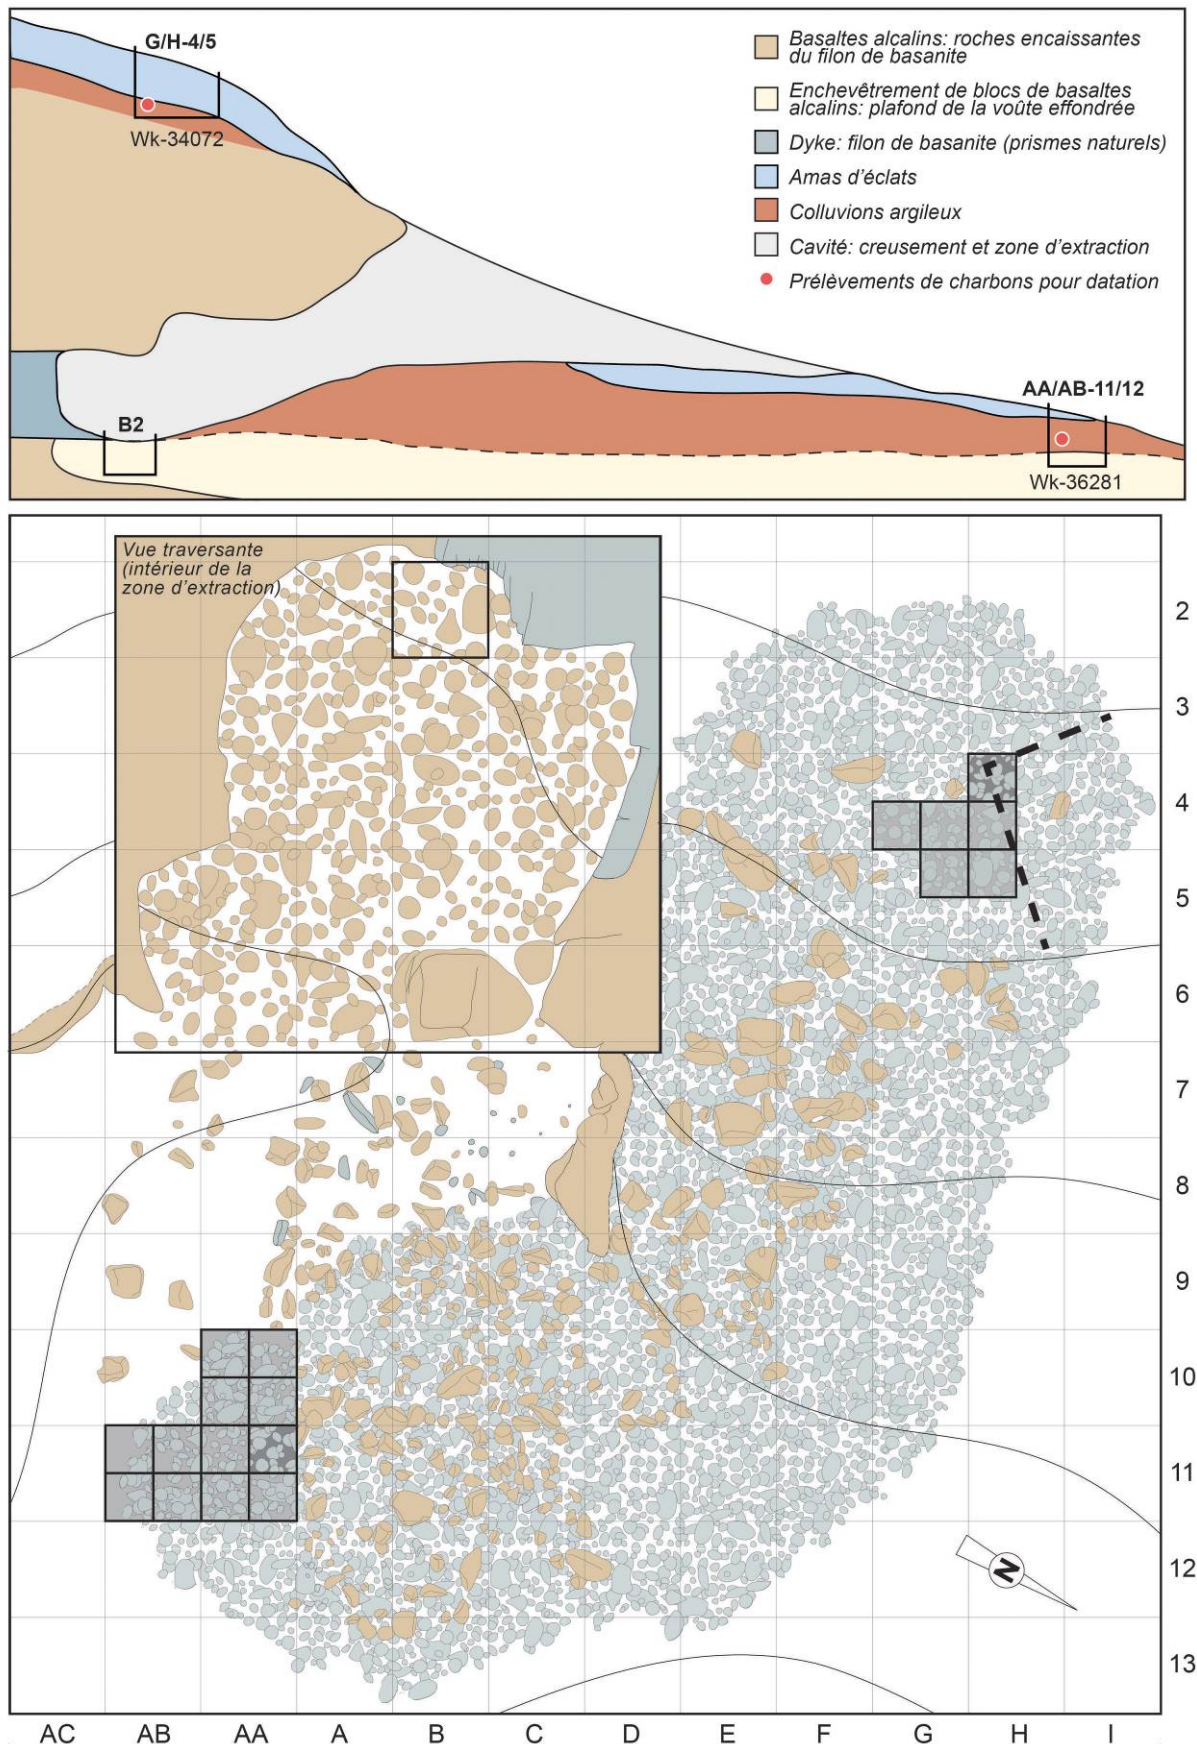 G/H-4/5
Wk-34072
B2
AA/AB-11/12
Wk-36281
Basaltes alcalins: roches encaissantes
du filon de basanite
Enchevêtrement de blocs de basaltes
alcalins: plafond de la voûte effondrée
Dyke: filon de basanite (prismes naturels)
Amas d'éclats
Colluvions argileux
Cavité: creusement et zone d'extraction
Prélèvements de charbons pour datation
Vue traversante
(intérieur de la
zone d'extraction)
2
3
4
5
6
7
8
9
10
11
12
13
N
AC AB AA A B C D E F G H I